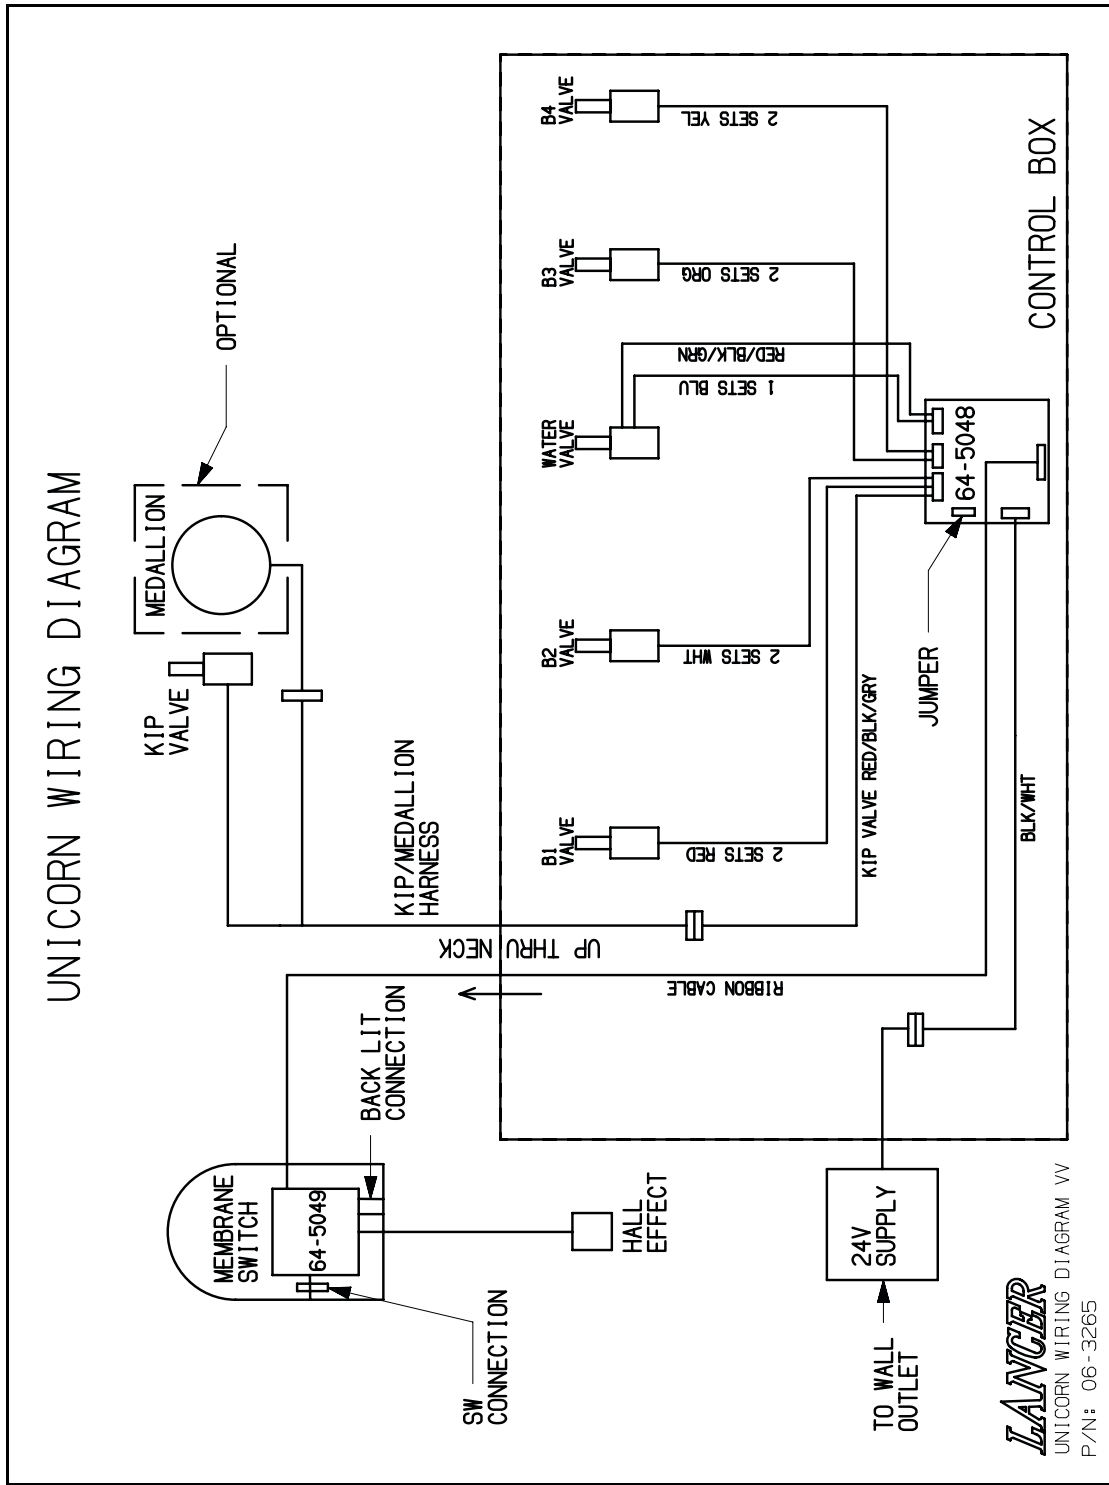 UNICORN WIRING DIAGRAM
MEMBRANE
SWITCH
64-5049
SW
CONNECTION
BACK LIT
CONNECTION
HALL
EFFECT
KIP
VALVE
MEDALLION
OPTIONAL
KIP/MEDALLION
HARNESS
UP THRU NECK
RIBBON CABLE
B1
VALVE
2 SETS RED
B2
VALVE
2 SETS WHT
WATER
VALVE
1 SETS BLU
RED/BLK/GRN
B3
VALVE
2 SETS ORG
B4
VALVE
2 SETS YEL
KIP VALVE RED/BLK/GRY
JUMPER
64-5048
BLK/WHT
CONTROL BOX
24V
SUPPLY
TO WALL
OUTLET
LANCER
UNICORN WIRING DIAGRAM VV
P/N: 06-3265